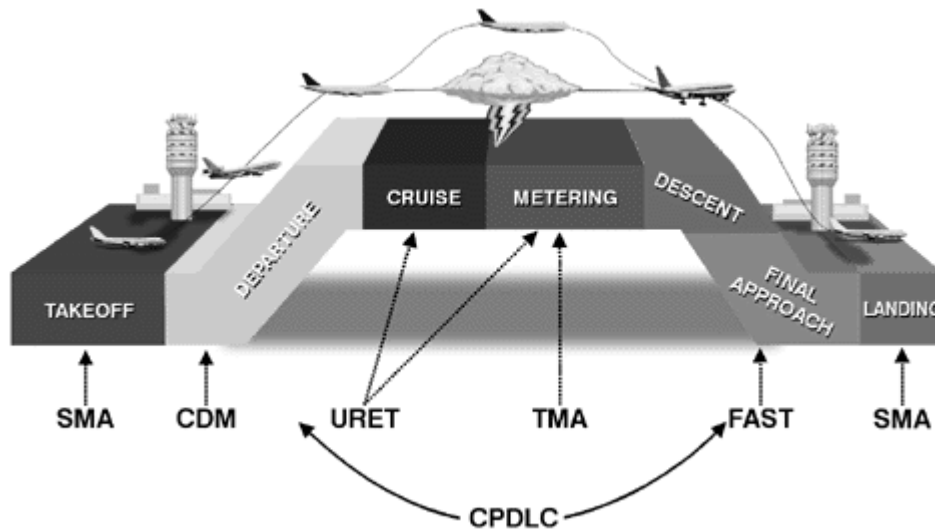 CRUISE
METERING
DEPARTURE
DESCENT
TAKEOFF
FINAL
APPROACH
LANDING
SMA
CDM
URET
TMA
FAST
SMA
CPDLC